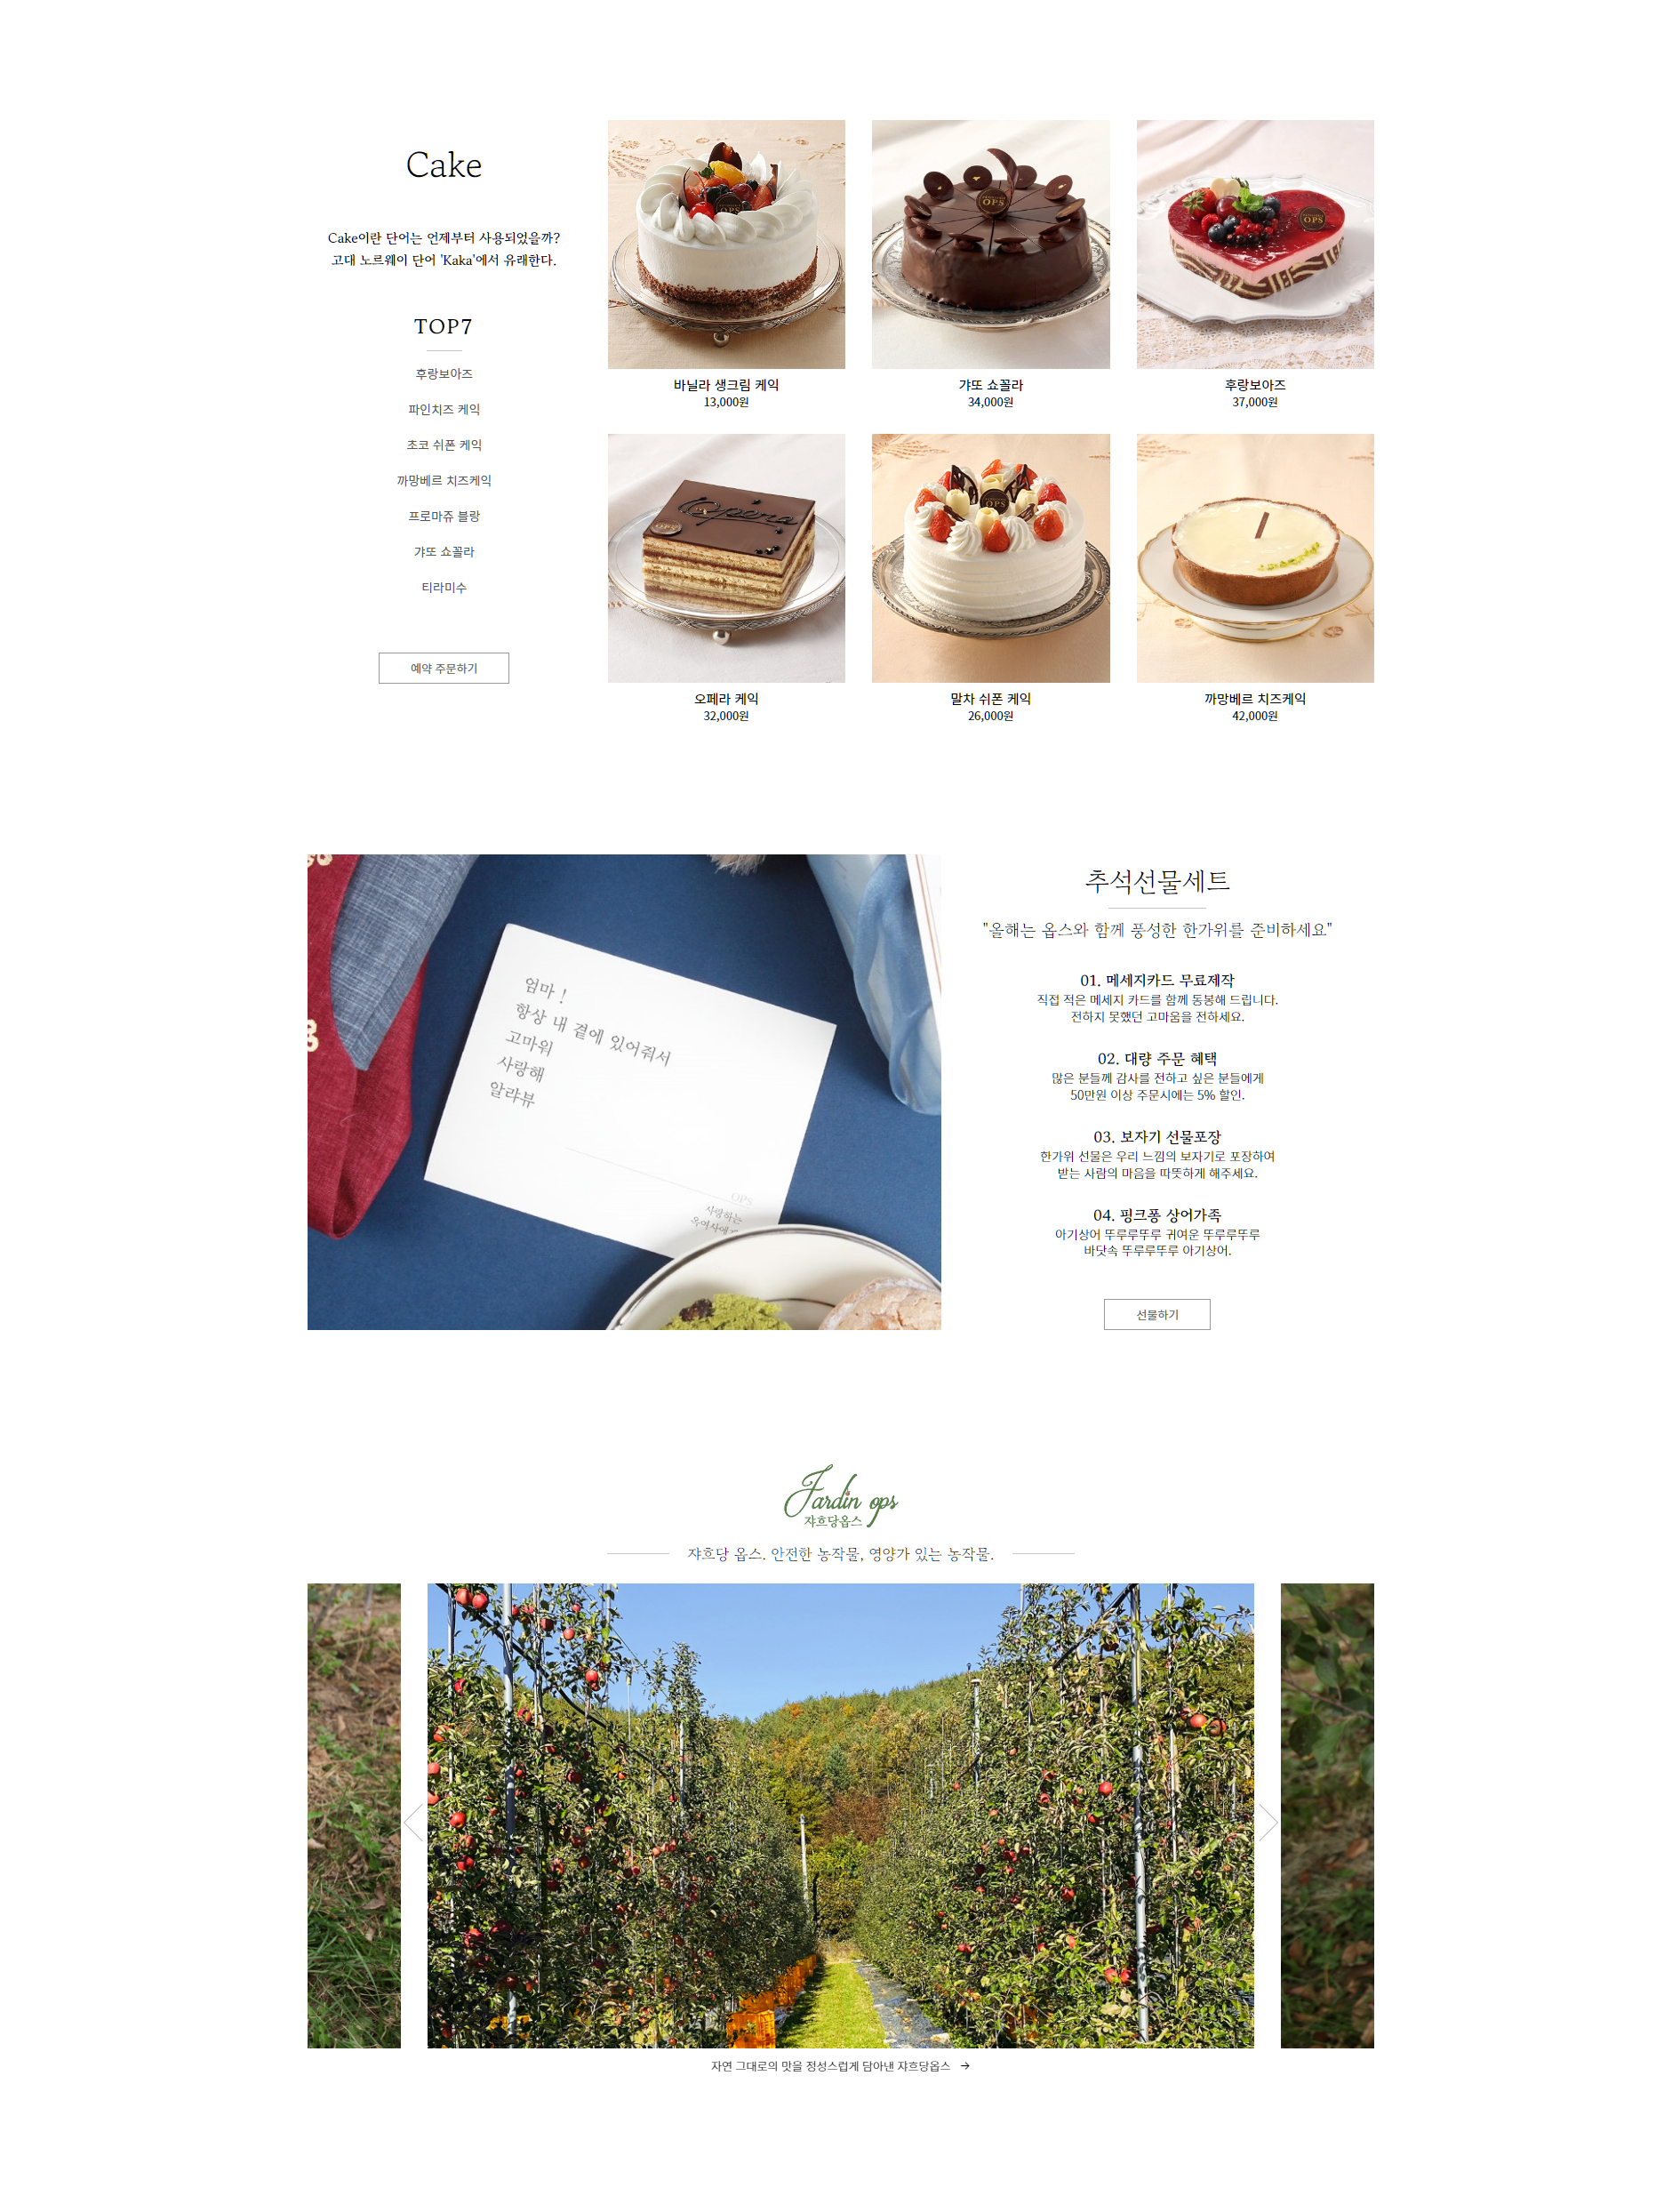 Cake
Cake이란 단어는 언제부터 사용되었을까?
고대 노르웨이 단어 'Kaka'에서 유래한다.
TOP7
후랑보아즈
파인치즈 케익
초코 쉬폰 케익
까망베르 치즈케익
프로마쥬 블랑
갸또 쇼꼴라
티라미수
예약 주문하기
OPS
바닐라 생크림 케익
13,000원
OPS
갸또 쇼꼴라
34,000원
OPS
후랑보아즈
37,000원
Opera
OPS
오페라 케익
32,000원
OPS
말차 쉬폰 케익
26,000원
까망베르 치즈케익
42,000원
엄마 !
항상 내 곁에 있어줘서
고마워
사랑해
알랴뷰
OPS
사랑하는
옥여사에게
추석선물세트
"올해는 옵스와 함께 풍성한 한가위를 준비하세요"
01. 메세지카드 무료제작
직접 적은 메세지 카드를 함께 동봉해 드립니다.
전하지 못했던 고마움을 전하세요.
02. 대량 주문 혜택
많은 분들께 감사를 전하고 싶은 분들에게
50만원 이상 주문시에는 5% 할인.
03. 보자기 선물포장
한가위 선물은 우리 느낌의 보자기로 포장하여
받는 사람의 마음을 따뜻하게 해주세요.
04. 핑크퐁 상어가족
아기상어 뚜루루뚜루 귀여운 뚜루루뚜루
바닷속 뚜루루뚜루 아기상어.
선물하기
Jardin ops
쟈흐당옵스
쟈흐당 옵스. 안전한 농작물, 영양가 있는 농작물.
자연 그대로의 맛을 정성스럽게 담아낸 쟈흐당옵스 →